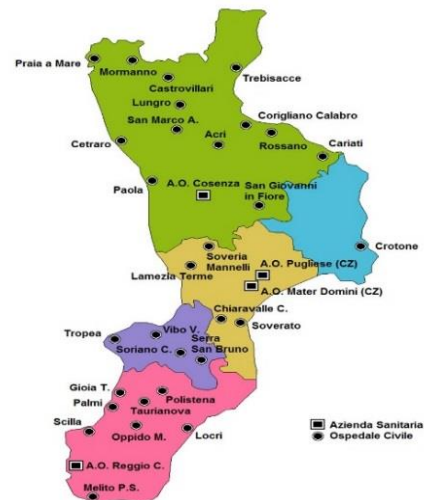 Praia a Mare
Mormanno
Trebisacce
Castrovillari
Lungro
San Marco A.
Corigliano Calabro
Acri
Rossano
Cetraro
Cariati
Paola
A.O. Cosenza
San Giovanni
in Fiore
Crotone
Soveria
Mannelli
A.O. Pugliese (CZ)
Lamezia Terme
A.O. Mater Domini (CZ)
Chiaravalle C.
Soverato
Tropea
Vibo V.
Serra
San Bruno
Soriano C.
Gioia T.
Polistena
Palmi
Taurianova
Scilla
Oppido M.
Locri
A.O. Reggio C.
Melito P.S.
Azienda Sanitaria
Ospedale Civile